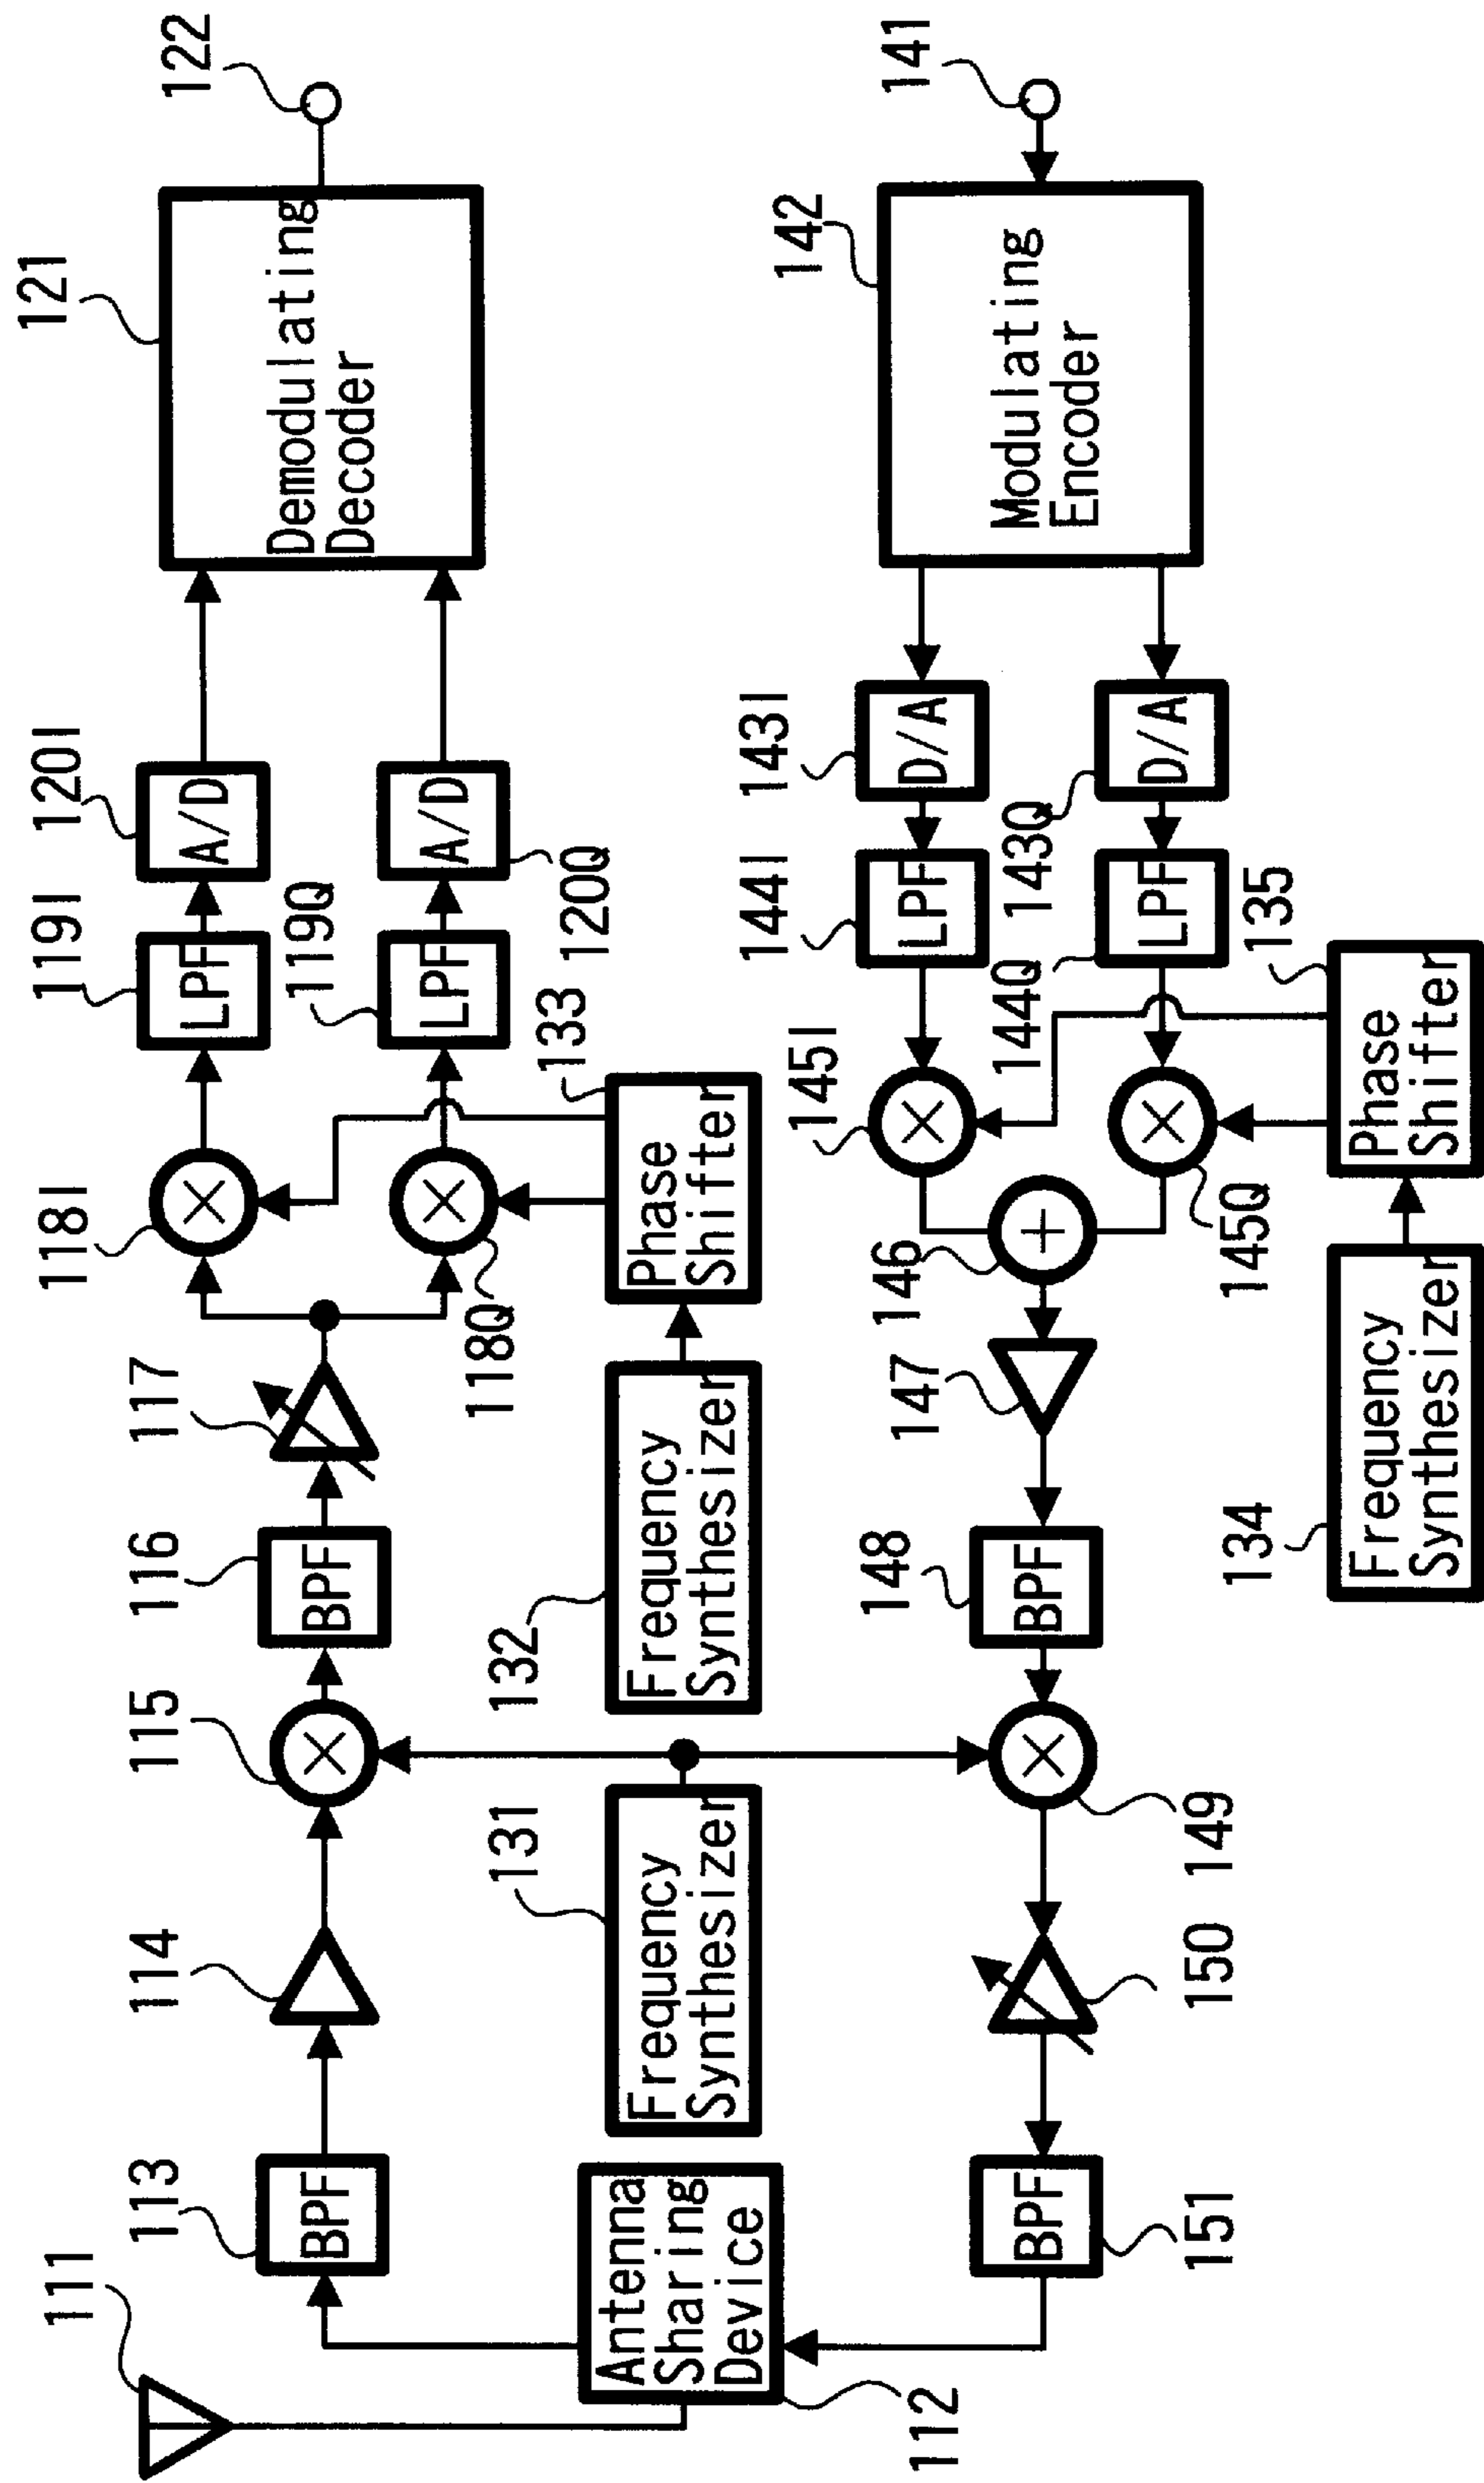 111
113
BPF
114
115
116
BPF
117
118I
118Q
119I
LPF
119Q
LPF
120I
A/D
120Q
A/D
121
Demodulating
Decoder
122
112
Antenna
Sharing
Device
131
Frequency
Synthesizer
132
Frequency
Synthesizer
133
Phase
Shifter
151
BPF
150
149
148
BPF
147
146
+
145I
145Q
144I
LPF
144Q
LPF
143I
D/A
143Q
D/A
142
Modulating
Encoder
141
134
Frequency
Synthesizer
135
Phase
Shifter